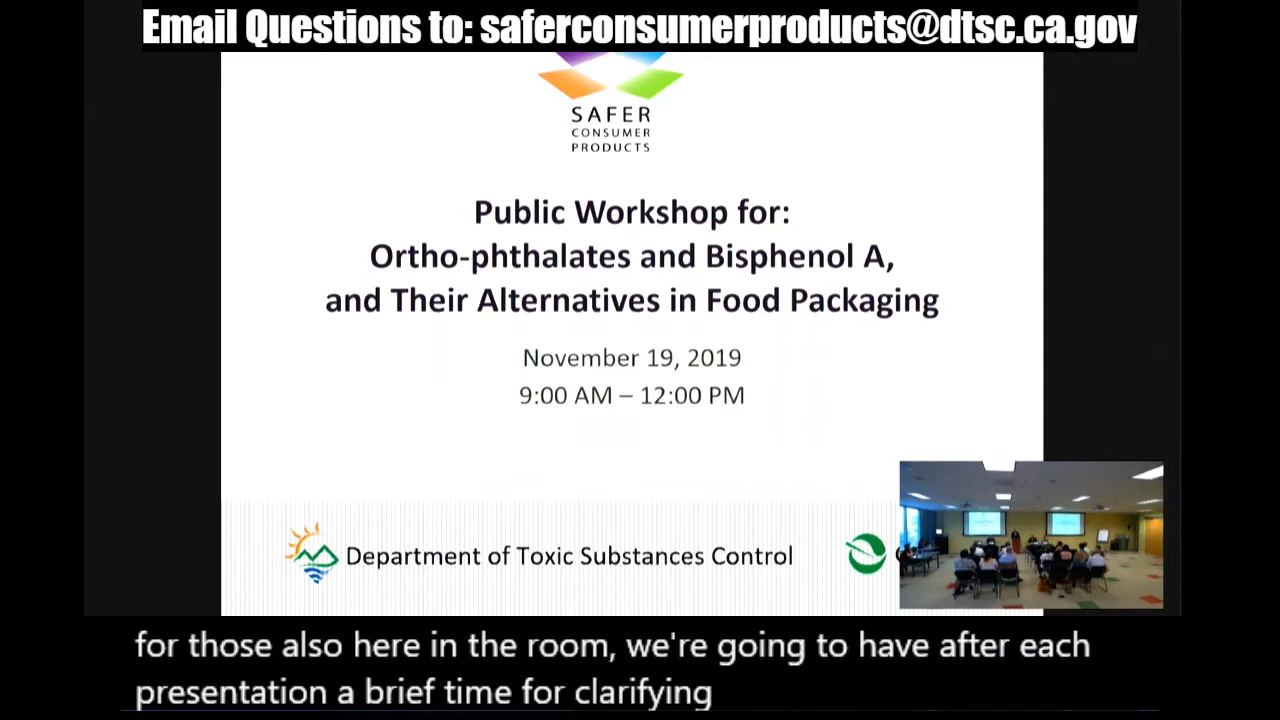 Email Questions to: saferconsumerproducts@dtsc.ca.gov
SAFER
CONSUMER
PRODUCTS
Public Workshop for:
Ortho-phthalates and Bisphenol A,
and Their Alternatives in Food Packaging
November 19, 2019
9:00 AM – 12:00 PM
Department of Toxic Substances Control
for those also here in the room, we're going to have after each
presentation a brief time for clarifying